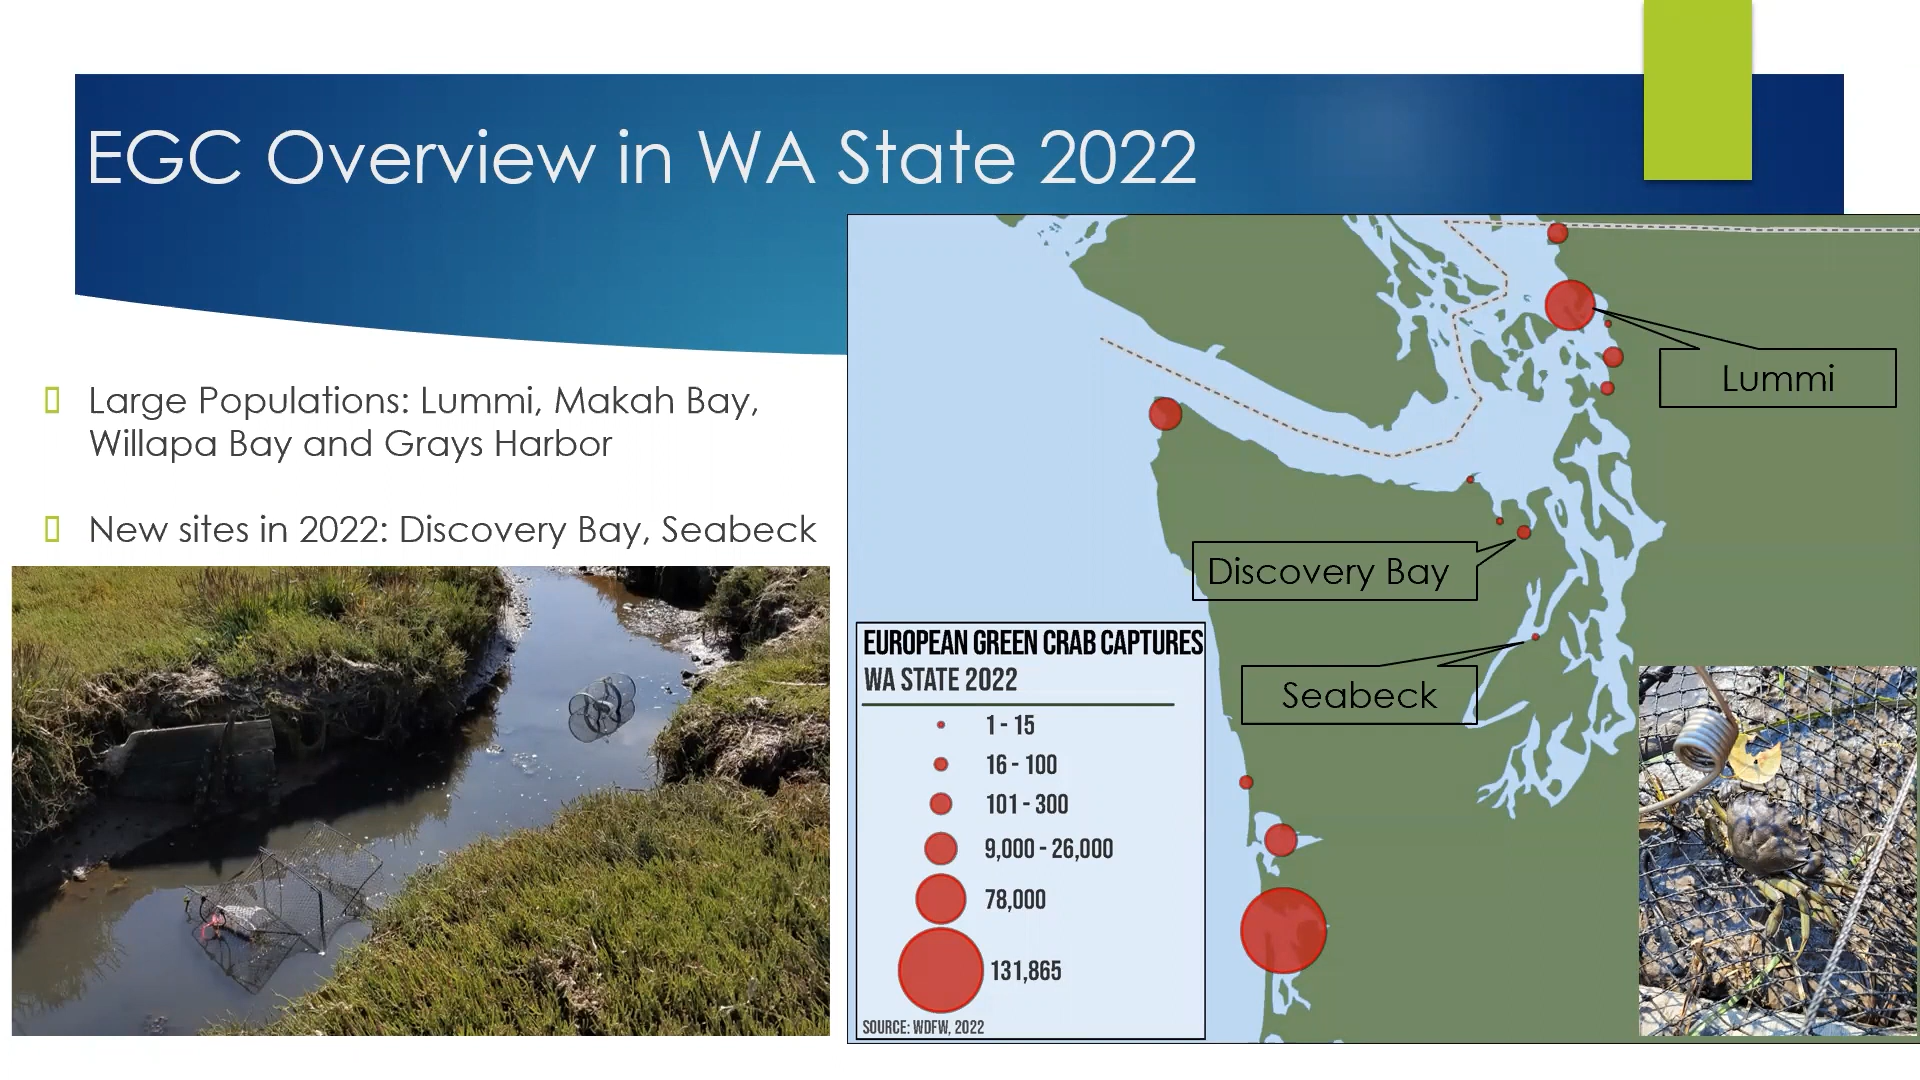 EGC Overview in WA State 2022
Large Populations: Lummi, Makah Bay,
Willapa Bay and Grays Harbor
New sites in 2022: Discovery Bay, Seabeck
Lummi
Discovery Bay
Seabeck
EUROPEAN GREEN CRAB CAPTURES
WA STATE 2022
1 - 15
16 - 100
101 - 300
9,000 - 26,000
78,000
131,865
SOURCE: WDFW, 2022